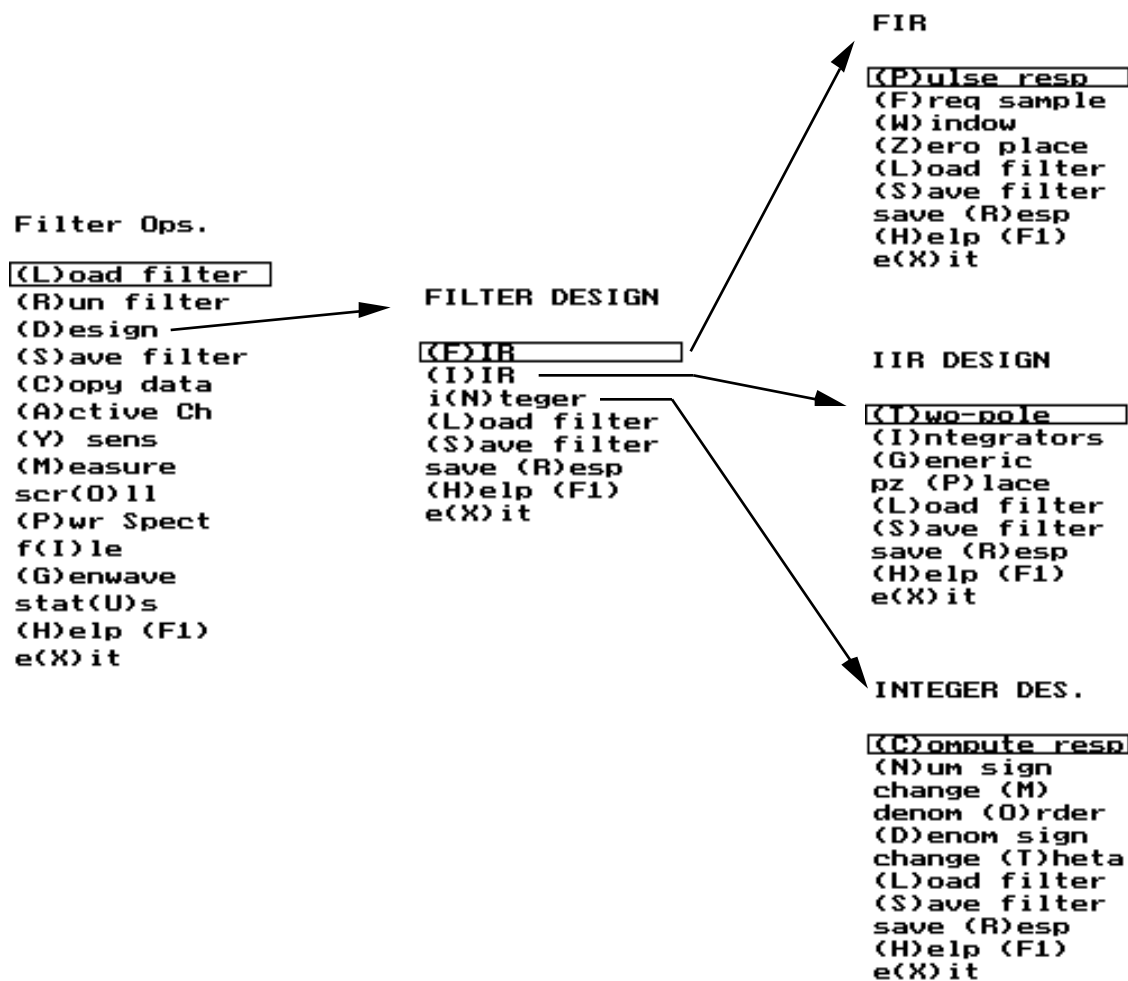 Filter Ops.
(L)oad filter
(R)un filter
(D)esign
(S)ave filter
(C)opy data
(A)ctive Ch
(Y) sens
(M)easure
scr(O)ll
(P)wr Spect
f(I)le
(G)enwave
stat(U)s
(H)elp (F1)
e(X)it
FILTER DESIGN
(F)IR
(I)IR
i(N)teger
(L)oad filter
(S)ave filter
save (R)esp
(H)elp (F1)
e(X)it
FIR
(P)ulse resp
(F)req sample
(W)indow
(Z)ero place
(L)oad filter
(S)ave filter
save (R)esp
(H)elp (F1)
e(X)it
IIR DESIGN
(T)wo-pole
(I)ntegrators
(G)eneric
pz (P)lace
(L)oad filter
(S)ave filter
save (R)esp
(H)elp (F1)
e(X)it
INTEGER DES.
(C)ompute resp
(N)um sign
change (M)
denom (O)rder
(D)enom sign
change (T)heta
(L)oad filter
(S)ave filter
save (R)esp
(H)elp (F1)
e(X)it